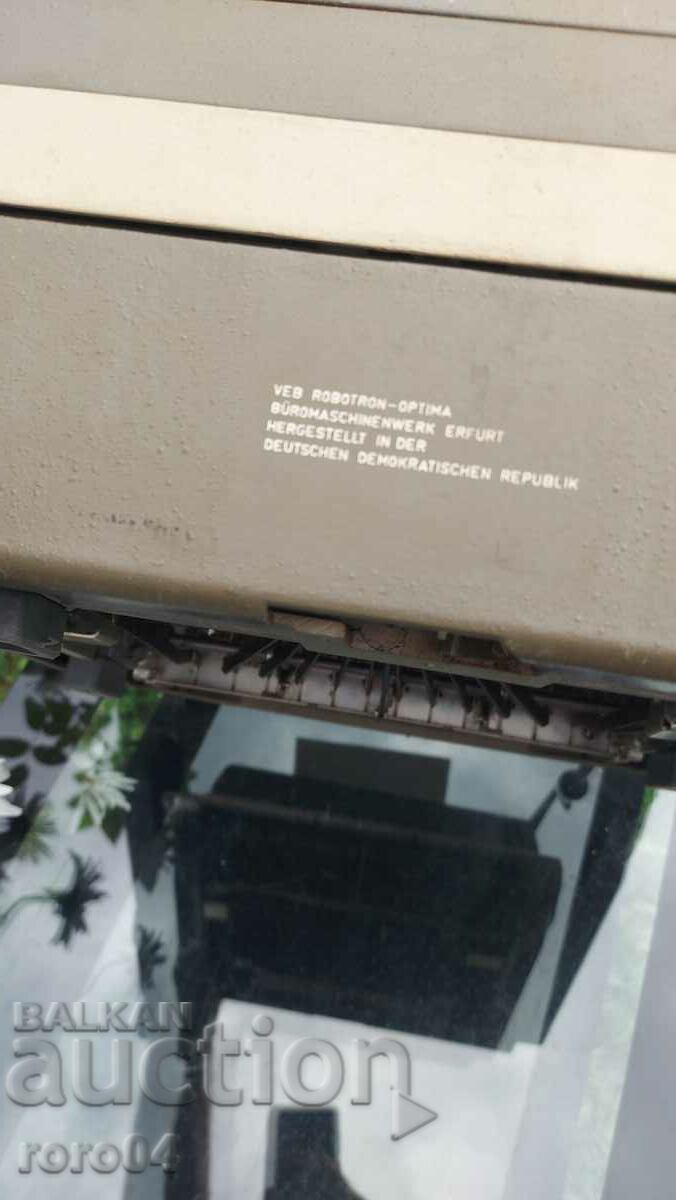 VEB ROBOTRON-OPTIMA
BÜROMASCHINENWERK ERFURT
HERGESTELLT IN DER
DEUTSCHEN DEMOKRATISCHEN REPUBLIK
BALKAN
auction
roro04